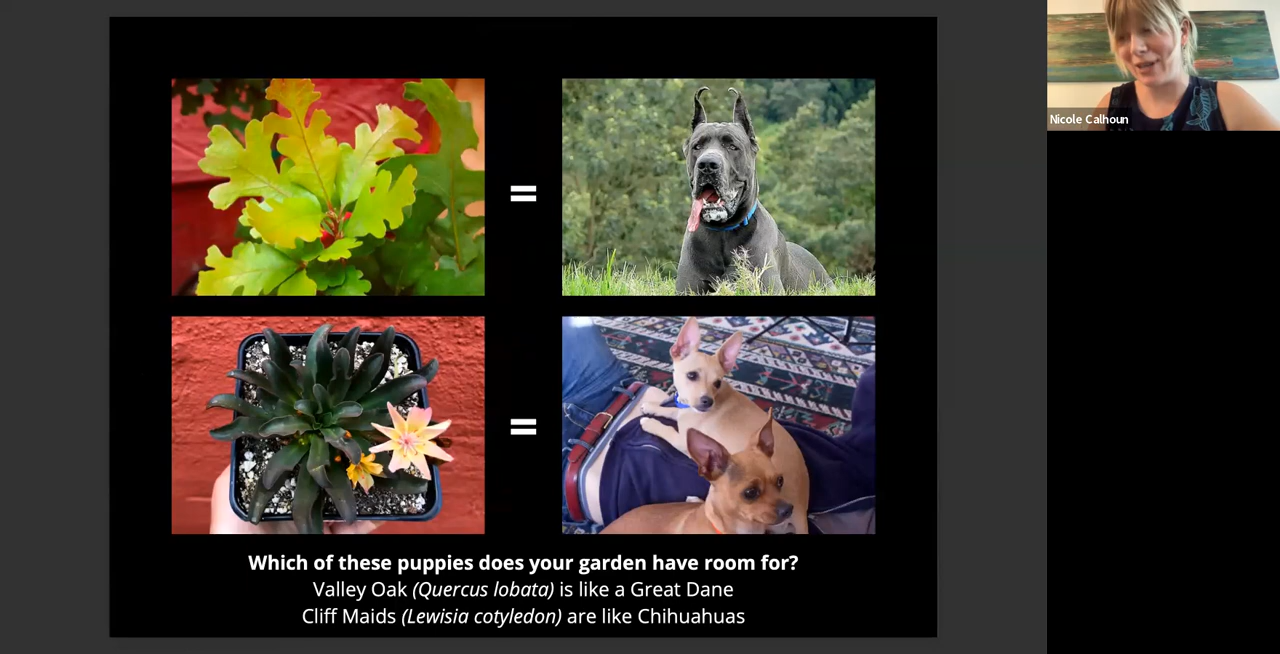 Nicole Calhoun
=
=
Which of these puppies does your garden have room for?
Valley Oak (Quercus lobata) is like a Great Dane
Cliff Maids (Lewisia cotyledon) are like Chihuahuas